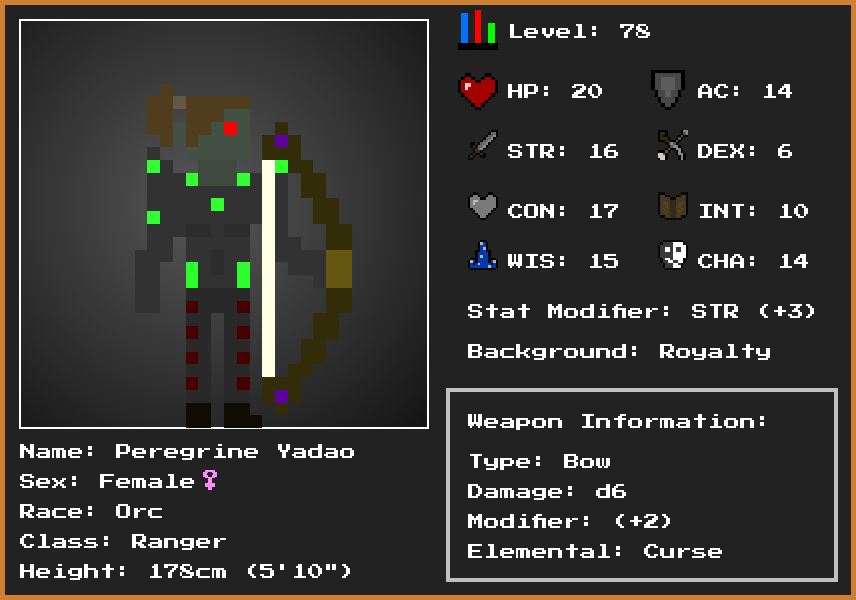 Level: 78
HP: 20
AC: 14
STR: 16
DEX: 6
CON: 17
INT: 10
WIS: 15
CHA: 14
Stat Modifier: STR (+3)
Background: Royalty
Weapon Information:
Type: Bow
Damage: d6
Modifier: (+2)
Elemental: Curse
Name: Peregrine Yadao
Sex: Female♀
Race: Orc
Class: Ranger
Height: 178cm (5'10")